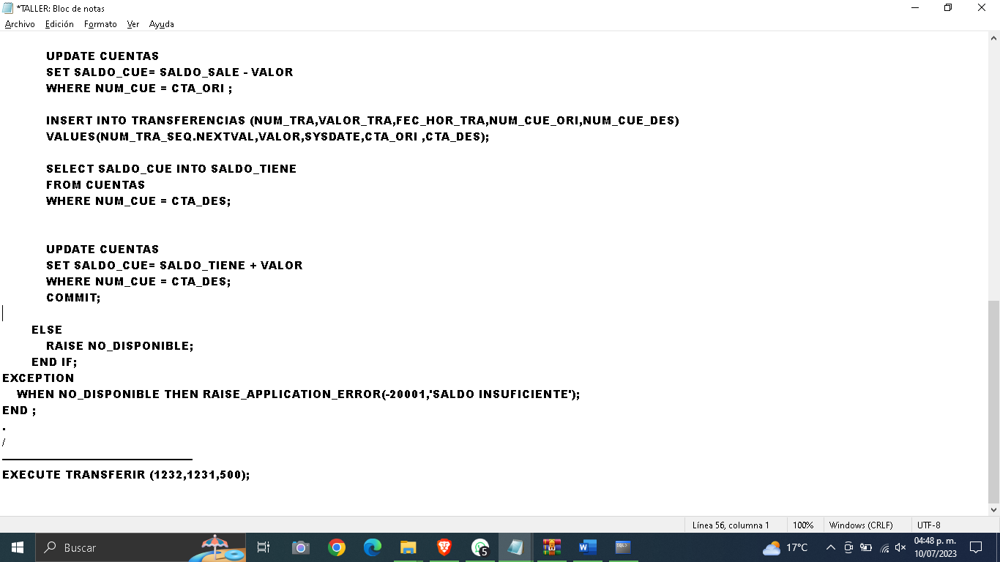 *TALLER: Bloc de notas
Archivo Edición Formato Ver Ayuda
UPDATE CUENTAS
SET SALDO_CUE= SALDO_SALE - VALOR
WHERE NUM_CUE = CTA_ORI ;
INSERT INTO TRANSFERENCIAS (NUM_TRA,VALOR_TRA,FEC_HOR_TRA,NUM_CUE_ORI,NUM_CUE_DES)
VALUES(NUM_TRA_SEQ.NEXTVAL,VALOR,SYSDATE,CTA_ORI ,CTA_DES);
SELECT SALDO_CUE INTO SALDO_TIENE
FROM CUENTAS
WHERE NUM_CUE = CTA_DES;
UPDATE CUENTAS
SET SALDO_CUE= SALDO_TIENE + VALOR
WHERE NUM_CUE = CTA_DES;
COMMIT;
ELSE
RAISE NO_DISPONIBLE;
END IF;
EXCEPTION
WHEN NO_DISPONIBLE THEN RAISE_APPLICATION_ERROR(-20001,'SALDO INSUFICIENTE');
END ;
.
/
EXECUTE TRANSFERIR (1232,1231,500);
Línea 56, columna 1 100% Windows (CRLF) UTF-8
Buscar 5 SQL> 17°C 04:48 p. m.
10/07/2023